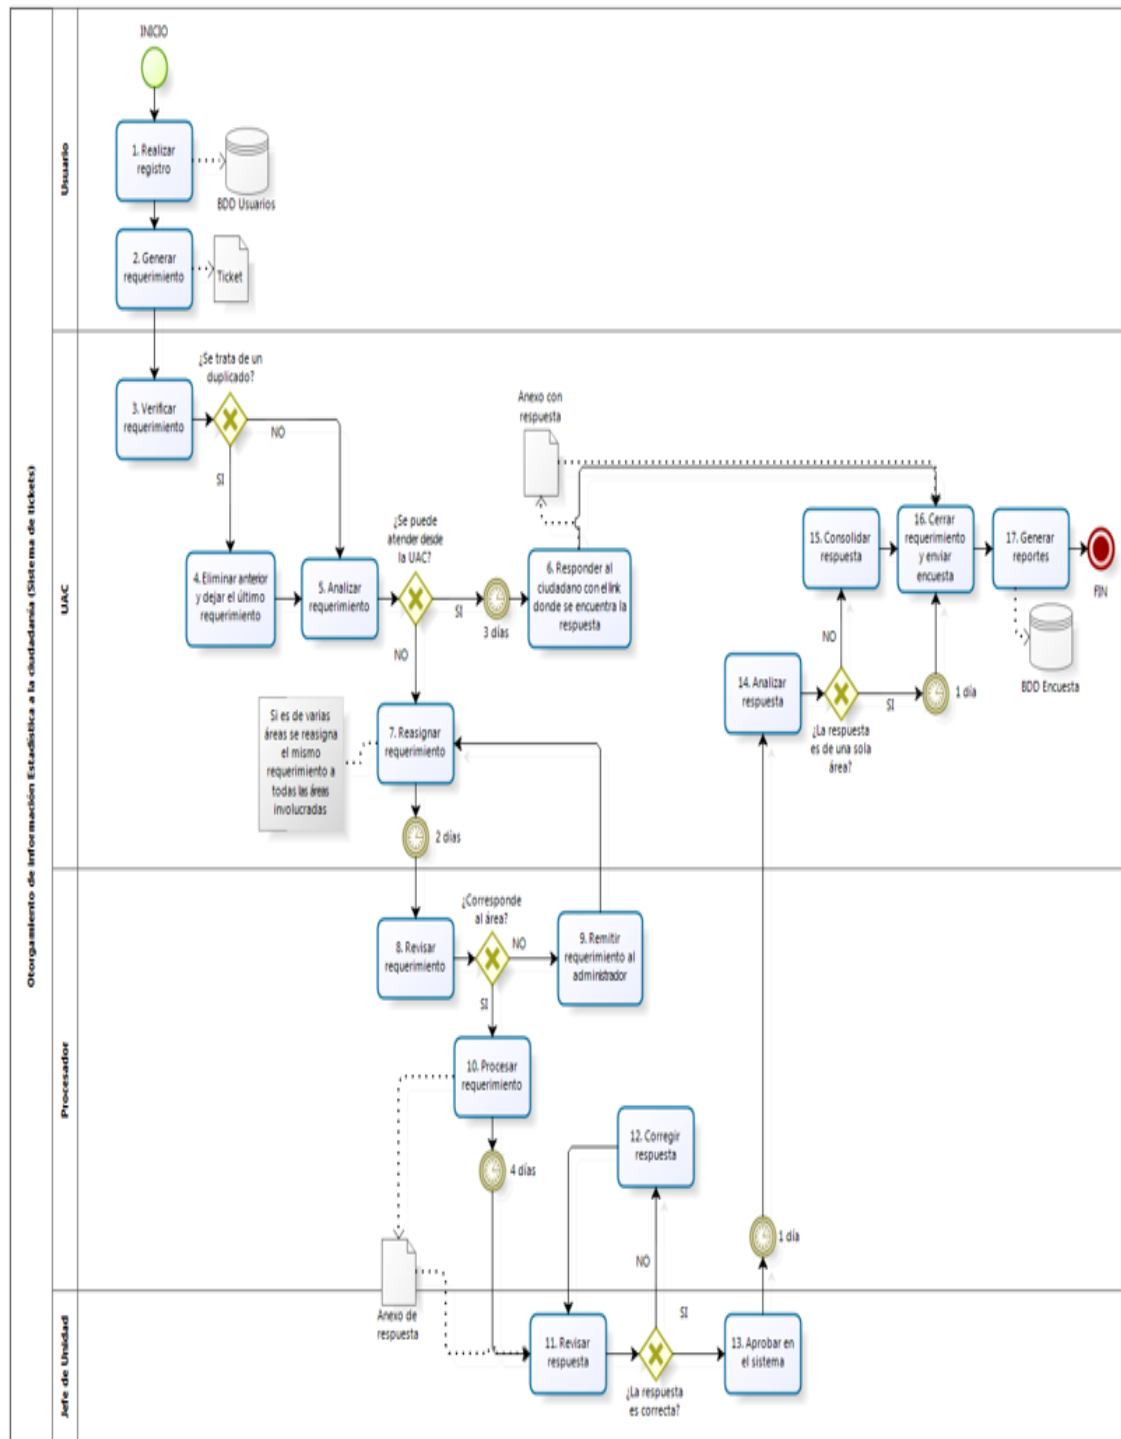 Otorgamiento de información Estadística a la ciudadanía (Sistema de tickets)
Usuario
INICIO
1. Realizar
registro
BDD Usuarios
2. Generar
requerimiento
Ticket
UAC
¿Se trata de un
duplicado?
3. Verificar
requerimiento
NO
SI
4. Eliminar anterior
y dejar el último
requerimiento
5. Analizar
requerimiento
¿Se puede
atender desde
la UAC?
SI
3 días
NO
Anexo con
respuesta
6. Responder al
ciudadano con el link
donde se encuentra la
respuesta
Si es de varias
áreas se reasigna
el mismo
requerimiento a
todas las áreas
involucradas
7. Reasignar
requerimiento
2 días
14. Analizar
respuesta
¿La respuesta
es de una sola
área?
NO
SI
1 día
15. Consolidar
respuesta
16. Cerrar
requerimiento
y enviar
encuesta
17. Generar
reportes
BDD Encuesta
FIN
Procesador
8. Revisar
requerimiento
¿Corresponde
al área?
NO
SI
9. Remitir
requerimiento al
administrador
10. Procesar
requerimiento
4 días
12. Corregir
respuesta
1 día
NO
Anexo de
respuesta
Jefe de Unidad
11. Revisar
respuesta
¿La respuesta
es correcta?
SI
13. Aprobar en
el sistema